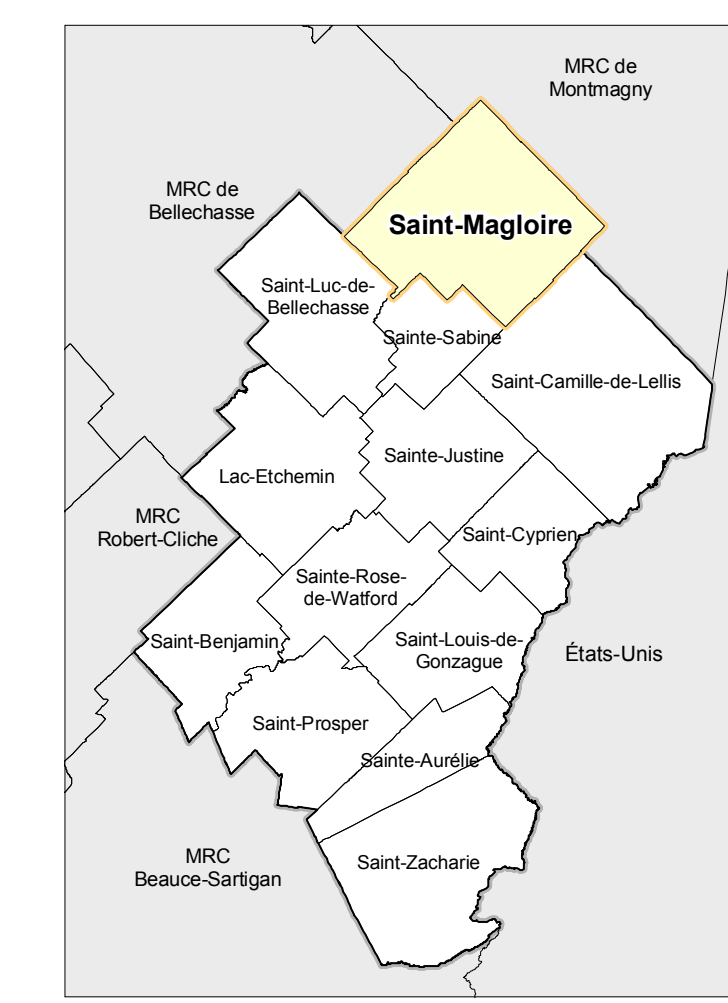 MRC de
Montmagny
MRC de
Bellechasse
Saint-Magloire
Saint-Luc-de-
Bellechasse
Sainte-Sabine
Saint-Camille-de-Lellis
Sainte-Justine
Lac-Etchemin
MRC
Robert-Cliche
Saint-Cyprien
Sainte-Rose-
de-Watford
Saint-Benjamin
Saint-Louis-de-
Gonzague
États-Unis
Saint-Prosper
Sainte-Aurélie
MRC
Beauce-Sartigan
Saint-Zacharie